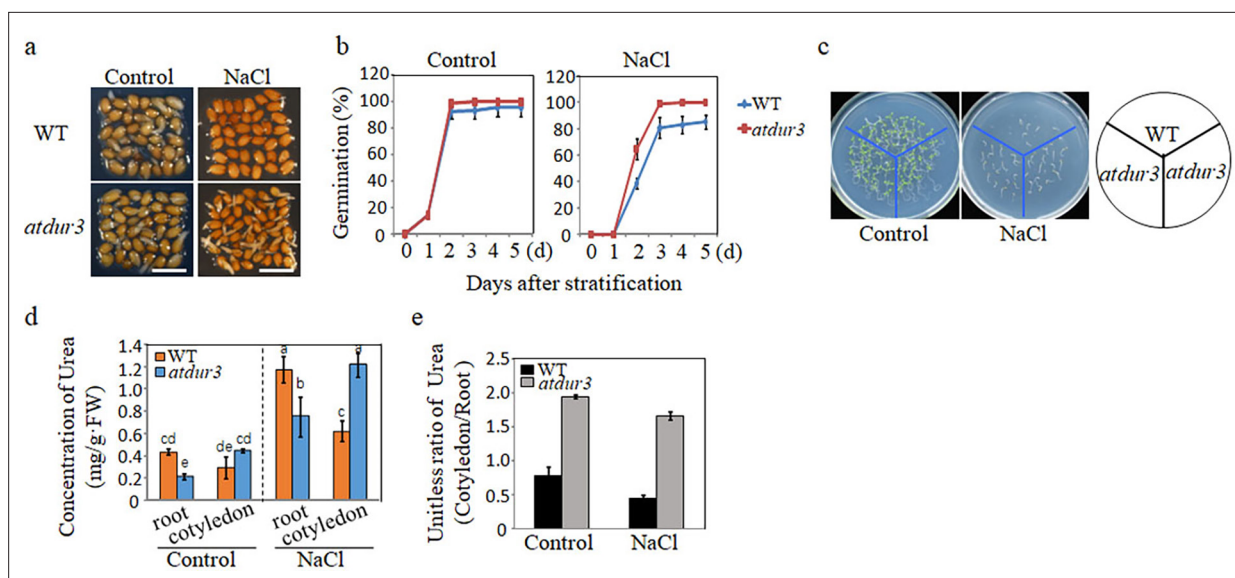 a
Control NaCl
WT
atdur3
b
Control
Germination (%)
120
100
80
60
40
20
0
0 1 2 3 4 5 (d)
NaCl
120
100
80
60
40
20
0
0 1 2 3 4 5 (d)
WT
atdur3
Days after stratification
c
Control NaCl
WT
atdur3 atdur3
d
Concentration of Urea
(mg/g·FW)
1.4
1.2
1.0
0.8
0.6
0.4
0.2
0
WT
atdur3
cd e de cd a b c a
root cotyledon root cotyledon
Control NaCl
e
Unitless ratio of Urea
(Cotyledon/Root)
2.5
2.0
1.5
1.0
0.5
0.0
WT
atdur3
Control NaCl